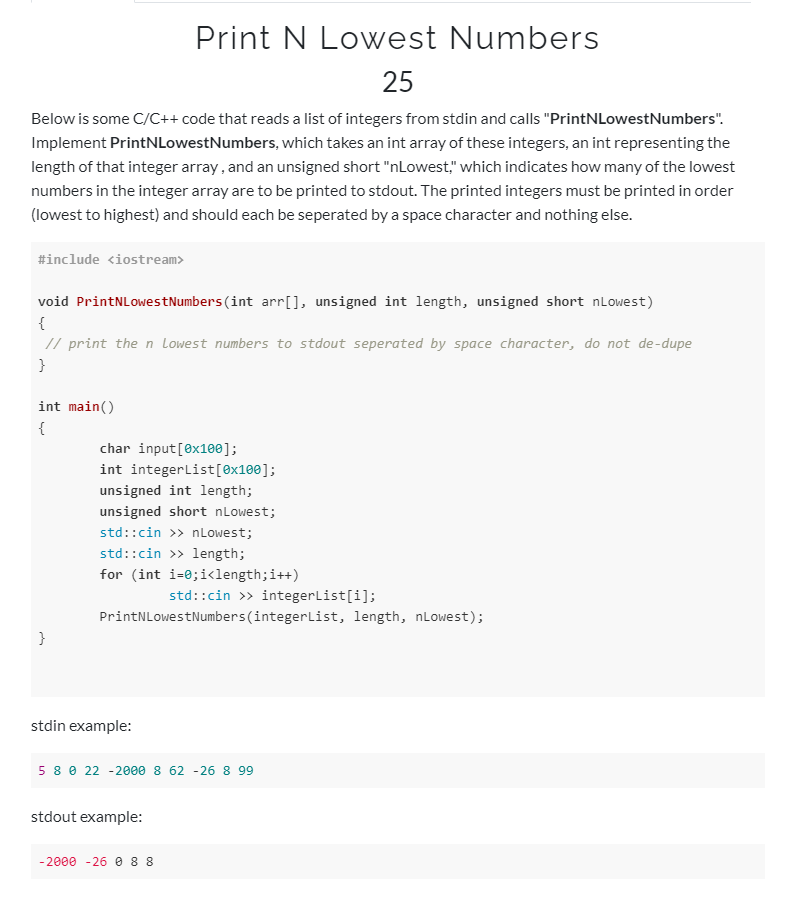 Print N Lowest Numbers
25
Below is some C/C++ code that reads a list of integers from stdin and calls "PrintNLowestNumbers".
Implement PrintNLowestNumbers, which takes an int array of these integers, an int representing the
length of that integer array , and an unsigned short "nLowest," which indicates how many of the lowest
numbers in the integer array are to be printed to stdout. The printed integers must be printed in order
(lowest to highest) and should each be seperated by a space character and nothing else.
#include <iostream>
void PrintNLowestNumbers(int arr[], unsigned int length, unsigned short nLowest)
{
// print the n lowest numbers to stdout seperated by space character, do not de-dupe
}
int main()
{
char input[0x100];
int integerList[0x100];
unsigned int length;
unsigned short nLowest;
std::cin >> nLowest;
std::cin >> length;
for (int i=0;i<length;i++)
std::cin >> integerList[i];
PrintNLowestNumbers(integerList, length, nLowest);
}
stdin example:
5 8 0 22 -2000 8 62 -26 8 99
stdout example:
-2000 -26 0 8 8